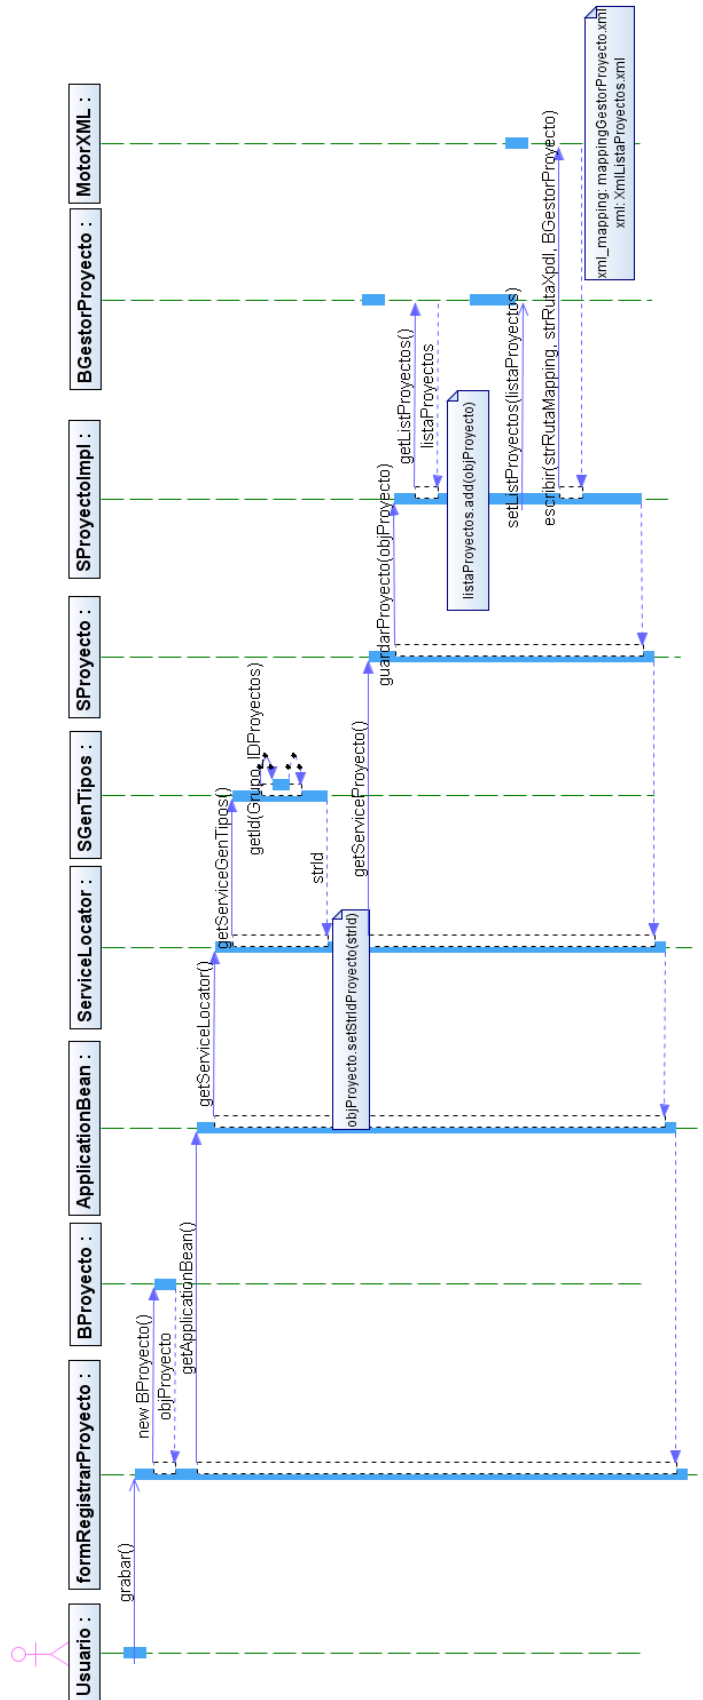 Usuario :
formRegistrarProyecto :
BProyecto :
ApplicationBean :
ServiceLocator :
SGenTipos :
SProyecto :
SProyectoImpl :
BGestorProyecto :
MotorXML :
grabar()
new BProyecto()
objProyecto
getApplicationBean()
getServiceLocator()
getServiceGenTipos()
getId(Grupo, IDProyectos)
strId
objProyecto.setStrIdProyecto(strId)
getServiceProyecto()
guardarProyecto(objProyecto)
getListProyectos()
listaProyectos
listaProyectos.add(objProyecto)
setListProyectos(listaProyectos)
escribir(strRutaMapping, strRutaXpdl, BGestorProyecto)
xml_mapping: mappingGestorProyecto.xml
xml: XmlListaProyectos.xml